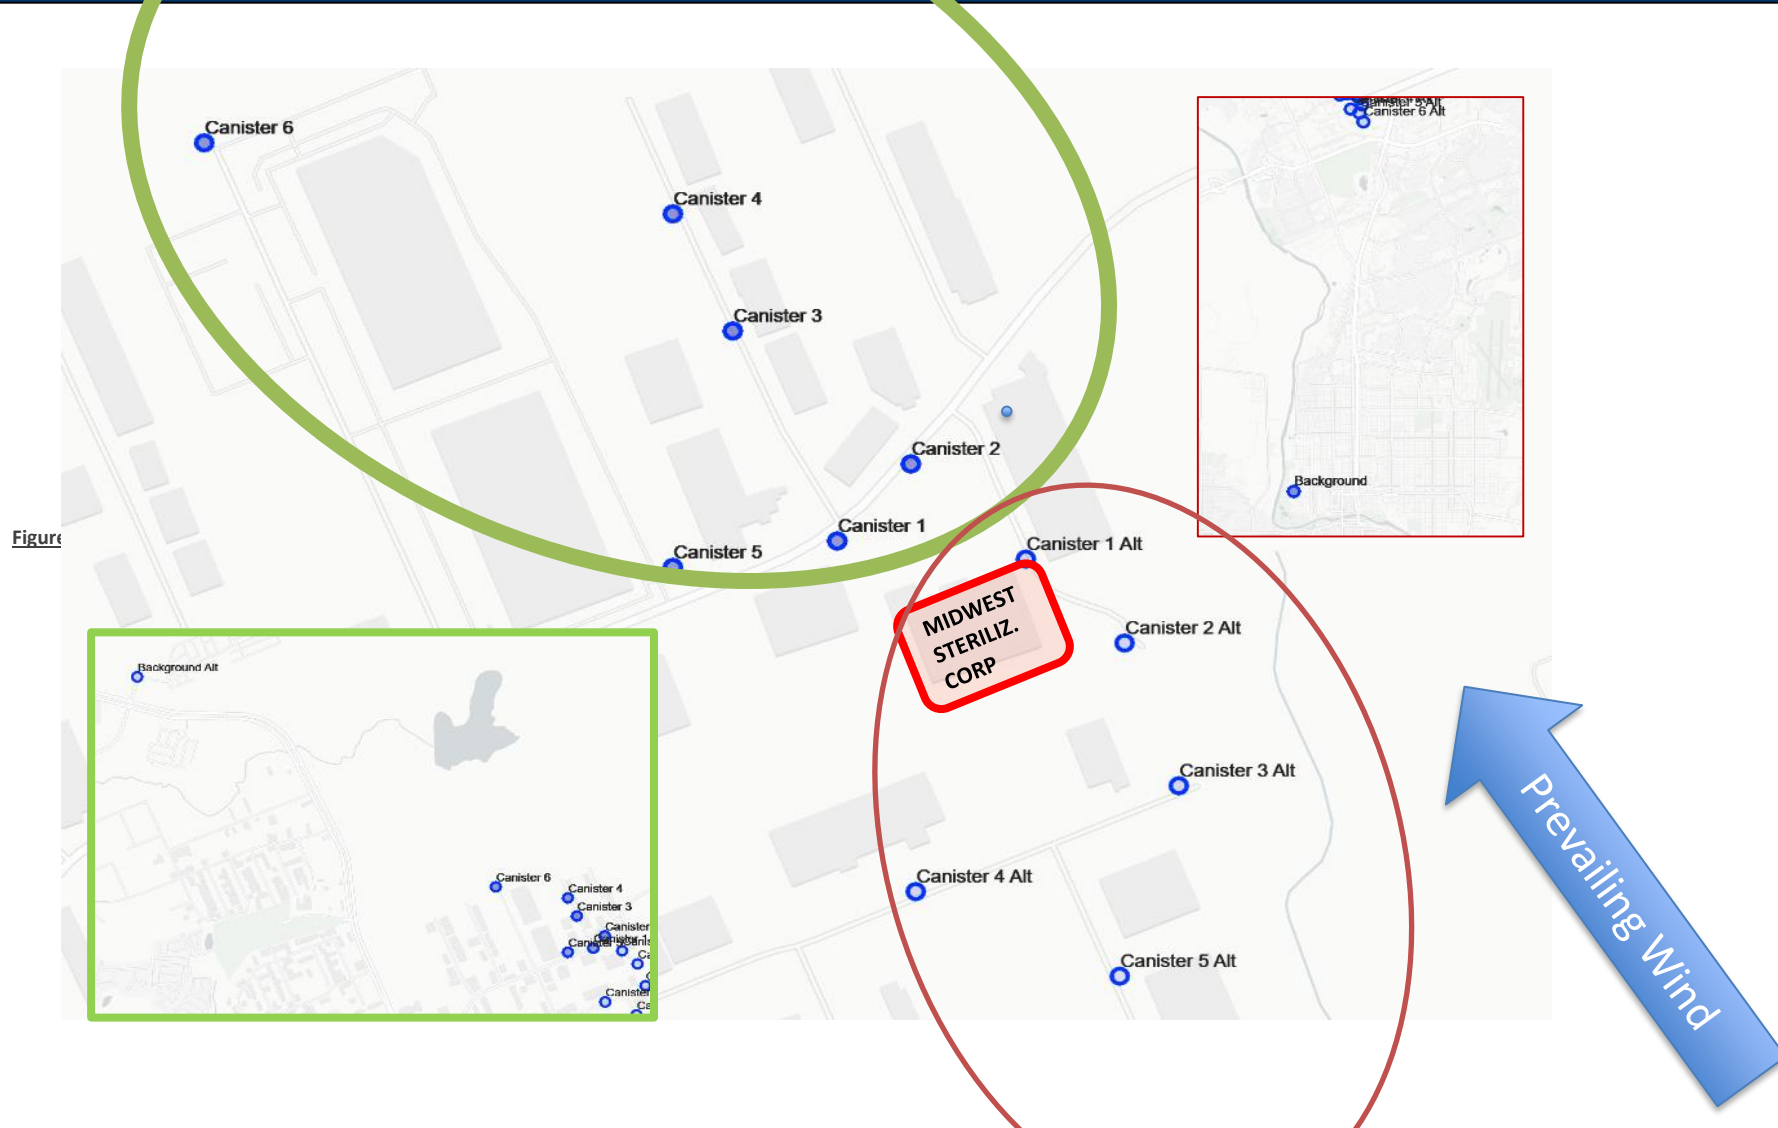 Canister 6
Canister 4
Canister 3
Canister 2
Canister 1
Canister 5
Canister 1 Alt
Canister 2 Alt
Canister 3 Alt
Canister 4 Alt
Canister 5 Alt
MIDWEST
STERILIZ.
CORP
Prevailing Wind
Figure
Canister 6 Alt
Background
Background Alt
Canister 6
Canister 4
Canister 3
Canister